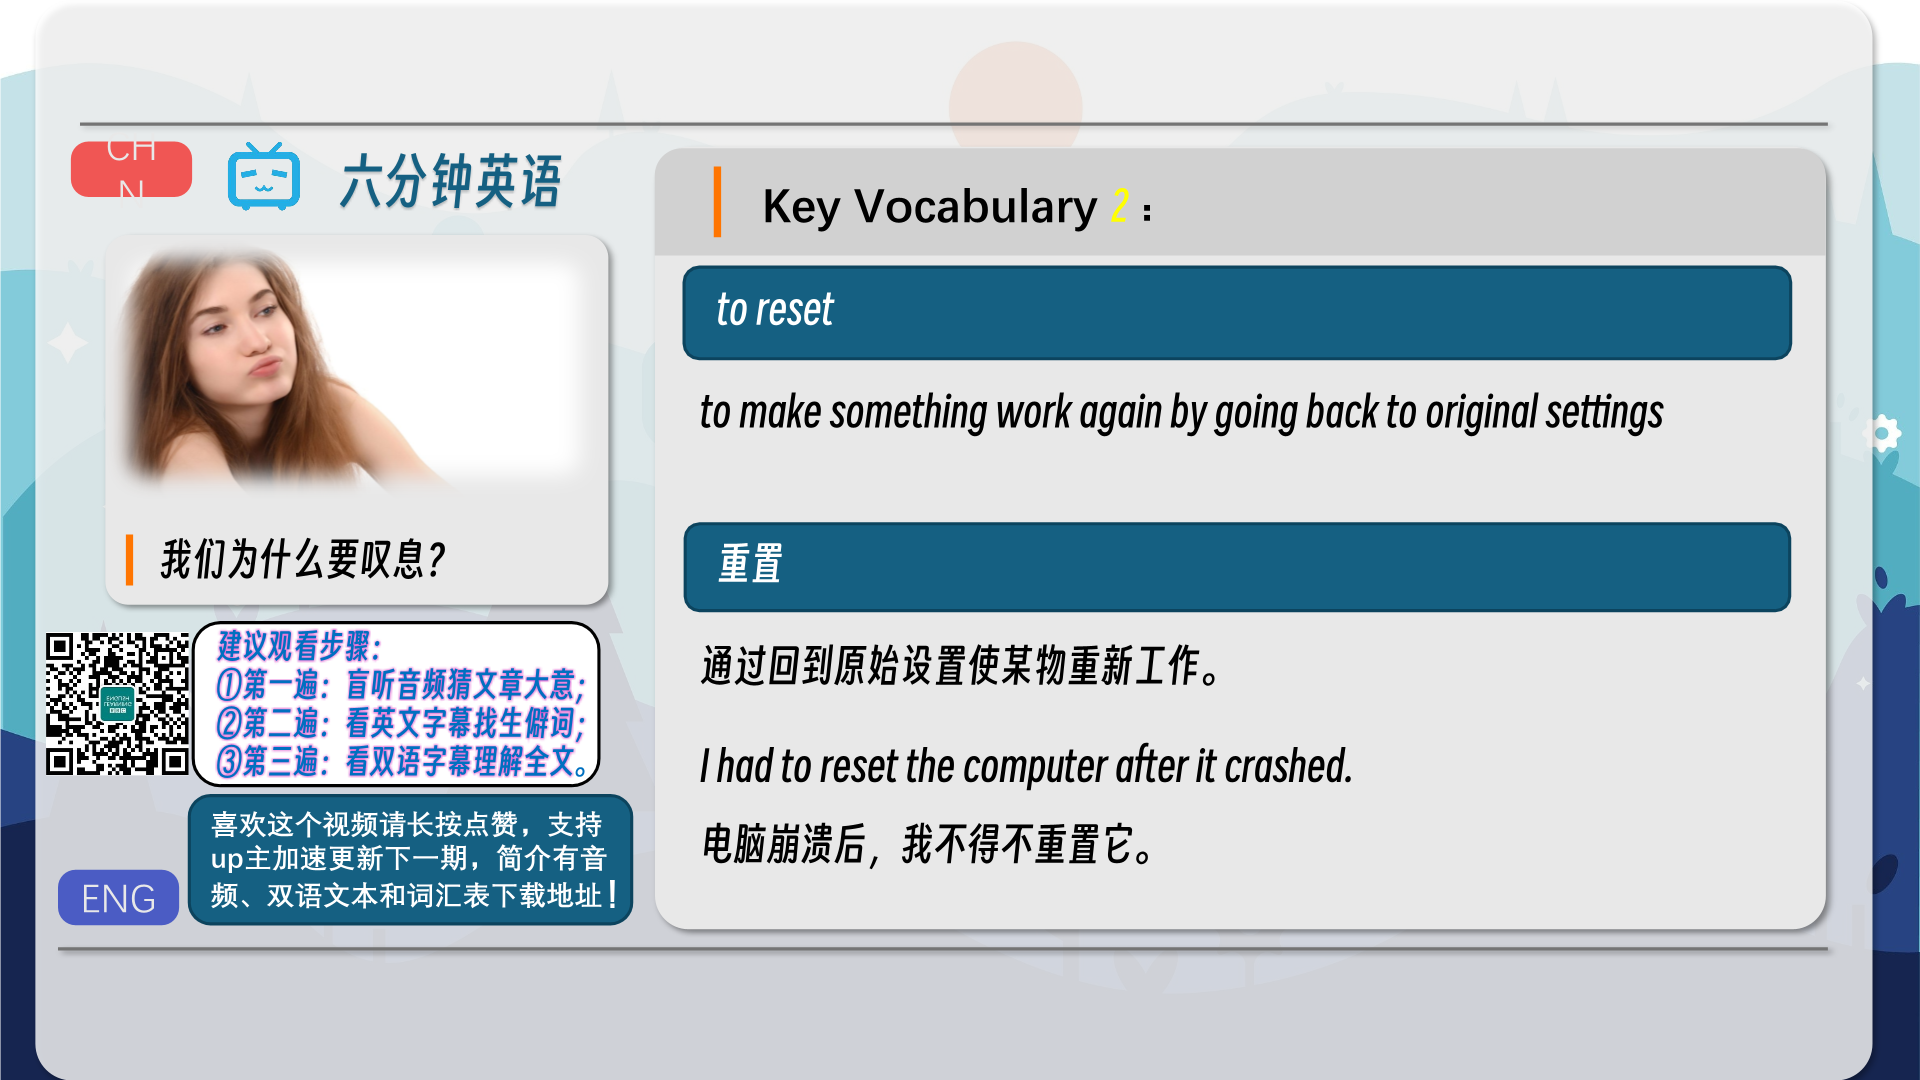 CH
N
六分钟英语
我们为什么要叹息?
建议观看步骤:
①第一遍:盲听音频猜文章大意;
②第二遍:看英文字幕找生僻词;
③第三遍:看双语字幕理解全文。
喜欢这个视频请长按点赞，支持
up主加速更新下一期，简介有音
频、双语文本和词汇表下载地址！
ENG
Key Vocabulary 2：
to reset
to make something work again by going back to original settings
重置
通过回到原始设置使某物重新工作。
I had to reset the computer after it crashed.
电脑崩溃后,我不得不重置它。